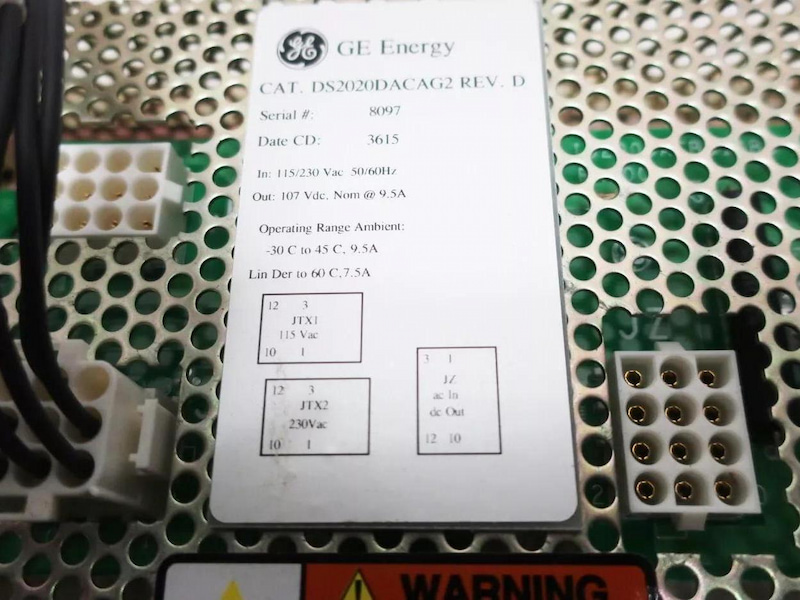 GE Energy
CAT. DS2020DACAG2 REV. D
Serial #: 8097
Date CD: 3615
In: 115/230 Vac 50/60Hz
Out: 107 Vdc, Nom @ 9.5A
Operating Range Ambient:
-30 C to 45 C, 9.5A
Lin Der to 60 C,7.5A
12 3
JTX1
115 Vac
10 1
12 3
JTX2
230Vac
10 1
3 1
JZ
ac In
dc Out
12 10
JZ
WARNING